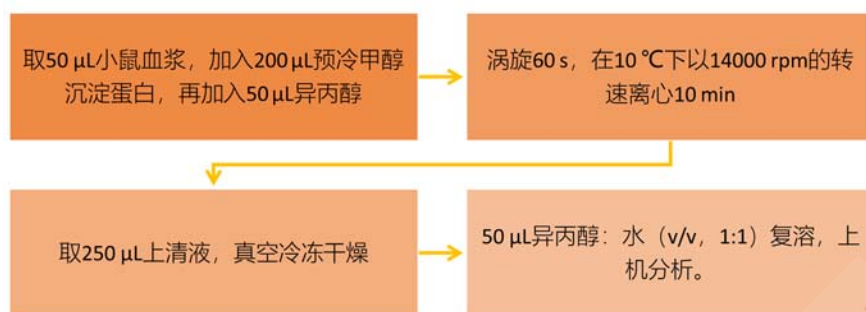 取50 μL小鼠血浆，加入200 μL预冷甲醇
沉淀蛋白，再加入50 μL异丙醇
涡旋60 s，在10 ℃下以14000 rpm的转
速离心10 min
取250 μL上清液，真空冷冻干燥
50 μL异丙醇：水（v/v，1:1）复溶，上
机分析。